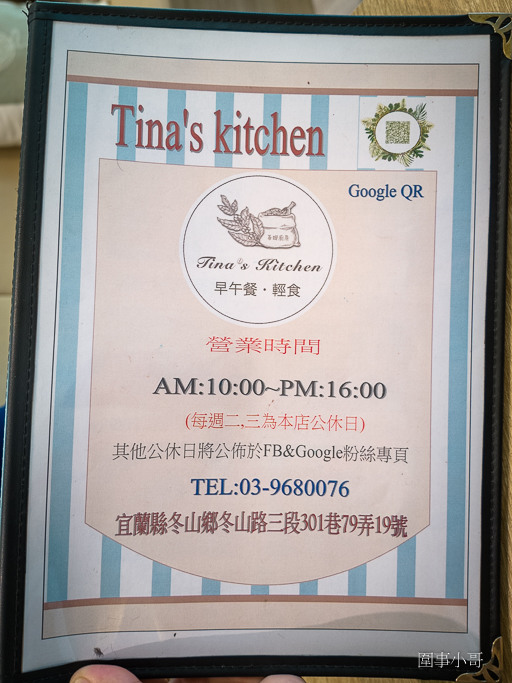 Tina's kitchen
Google QR
Tina's Kitchen
早午餐·輕食
營業時間
AM:10:00~PM:16:00
(每週二,三為本店公休日)
其他公休日將公佈於FB&Google粉絲專頁
TEL:03-9680076
宜蘭縣冬山鄉冬山路三段301巷79弄19號
圍事小哥